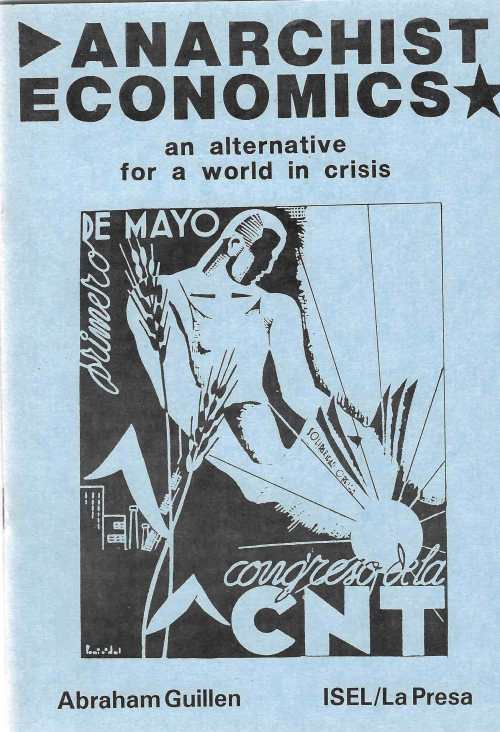 ANARCHIST
ECONOMICS
an alternative
for a world in crisis
DE MAYO
primero
congreso de la
CNT
Abraham Guillen ISEL/La Presa